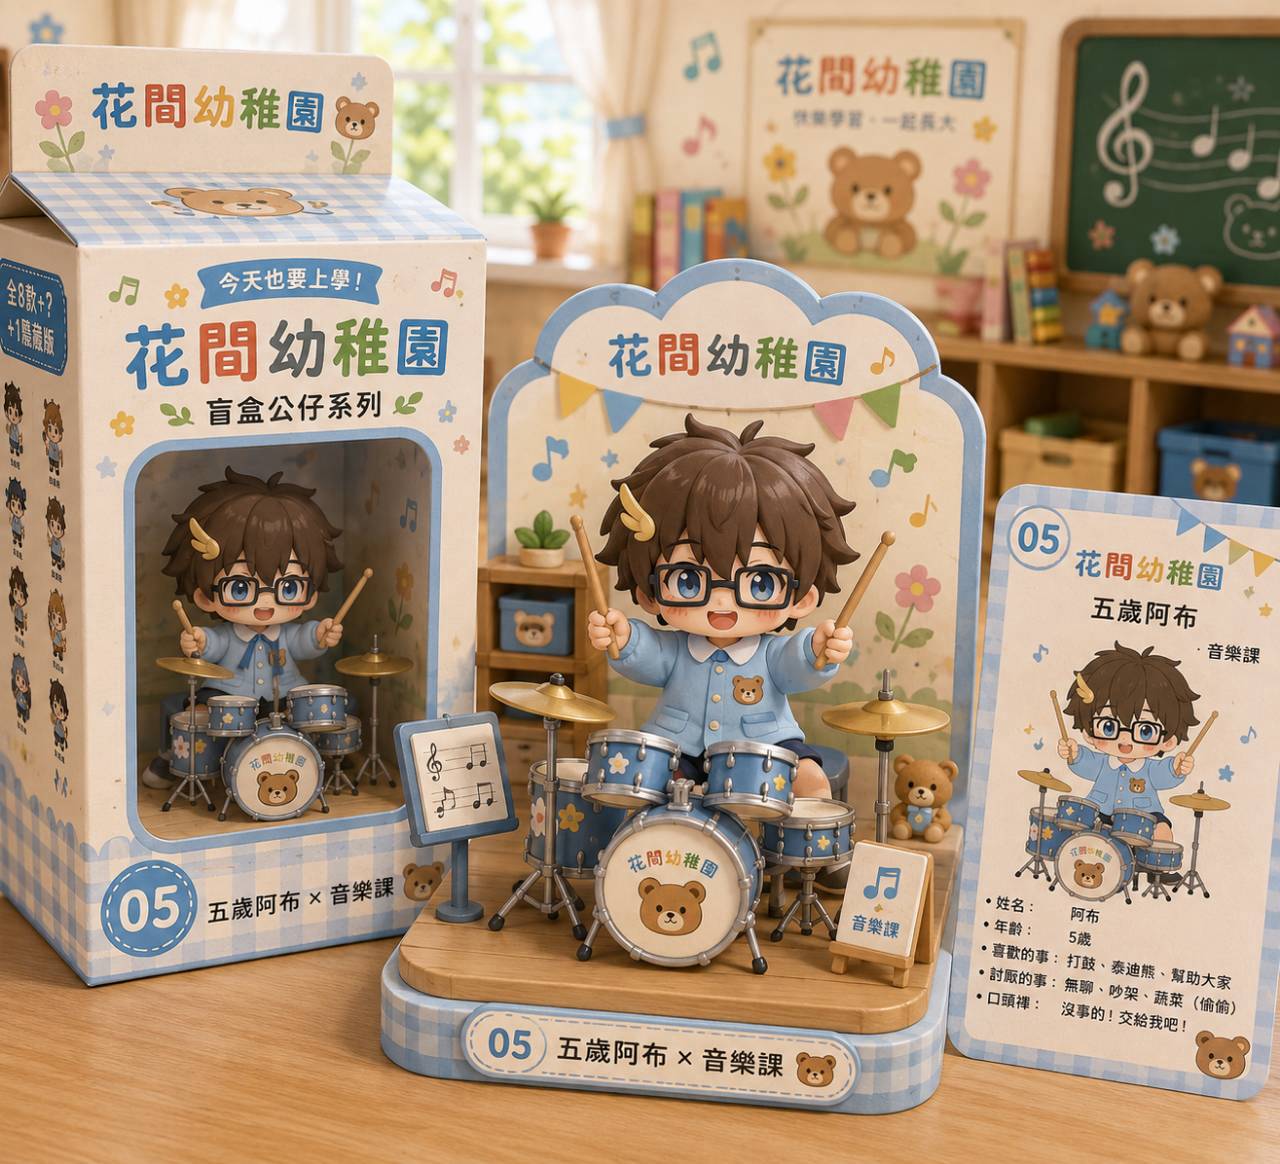 花間幼稚園
今天也要上學!
花間幼稚園
盲盒公仔系列
全8款+?
+1隱藏版
花間幼稚園
05 五歲阿布 × 音樂課
花間幼稚園
快樂學習、一起長大
花間幼稚園
花間幼稚園
音樂課
05 五歲阿布 × 音樂課
05 花間幼稚園
五歲阿布
·音樂課
花間幼稚園
• 姓名: 阿布
• 年齡: 5歲
• 喜歡的事: 打鼓、泰迪熊、幫助大家
• 討厭的事: 無聊、吵架、蔬菜(偷偷)
• 口頭禪: 沒事的!交給我吧!